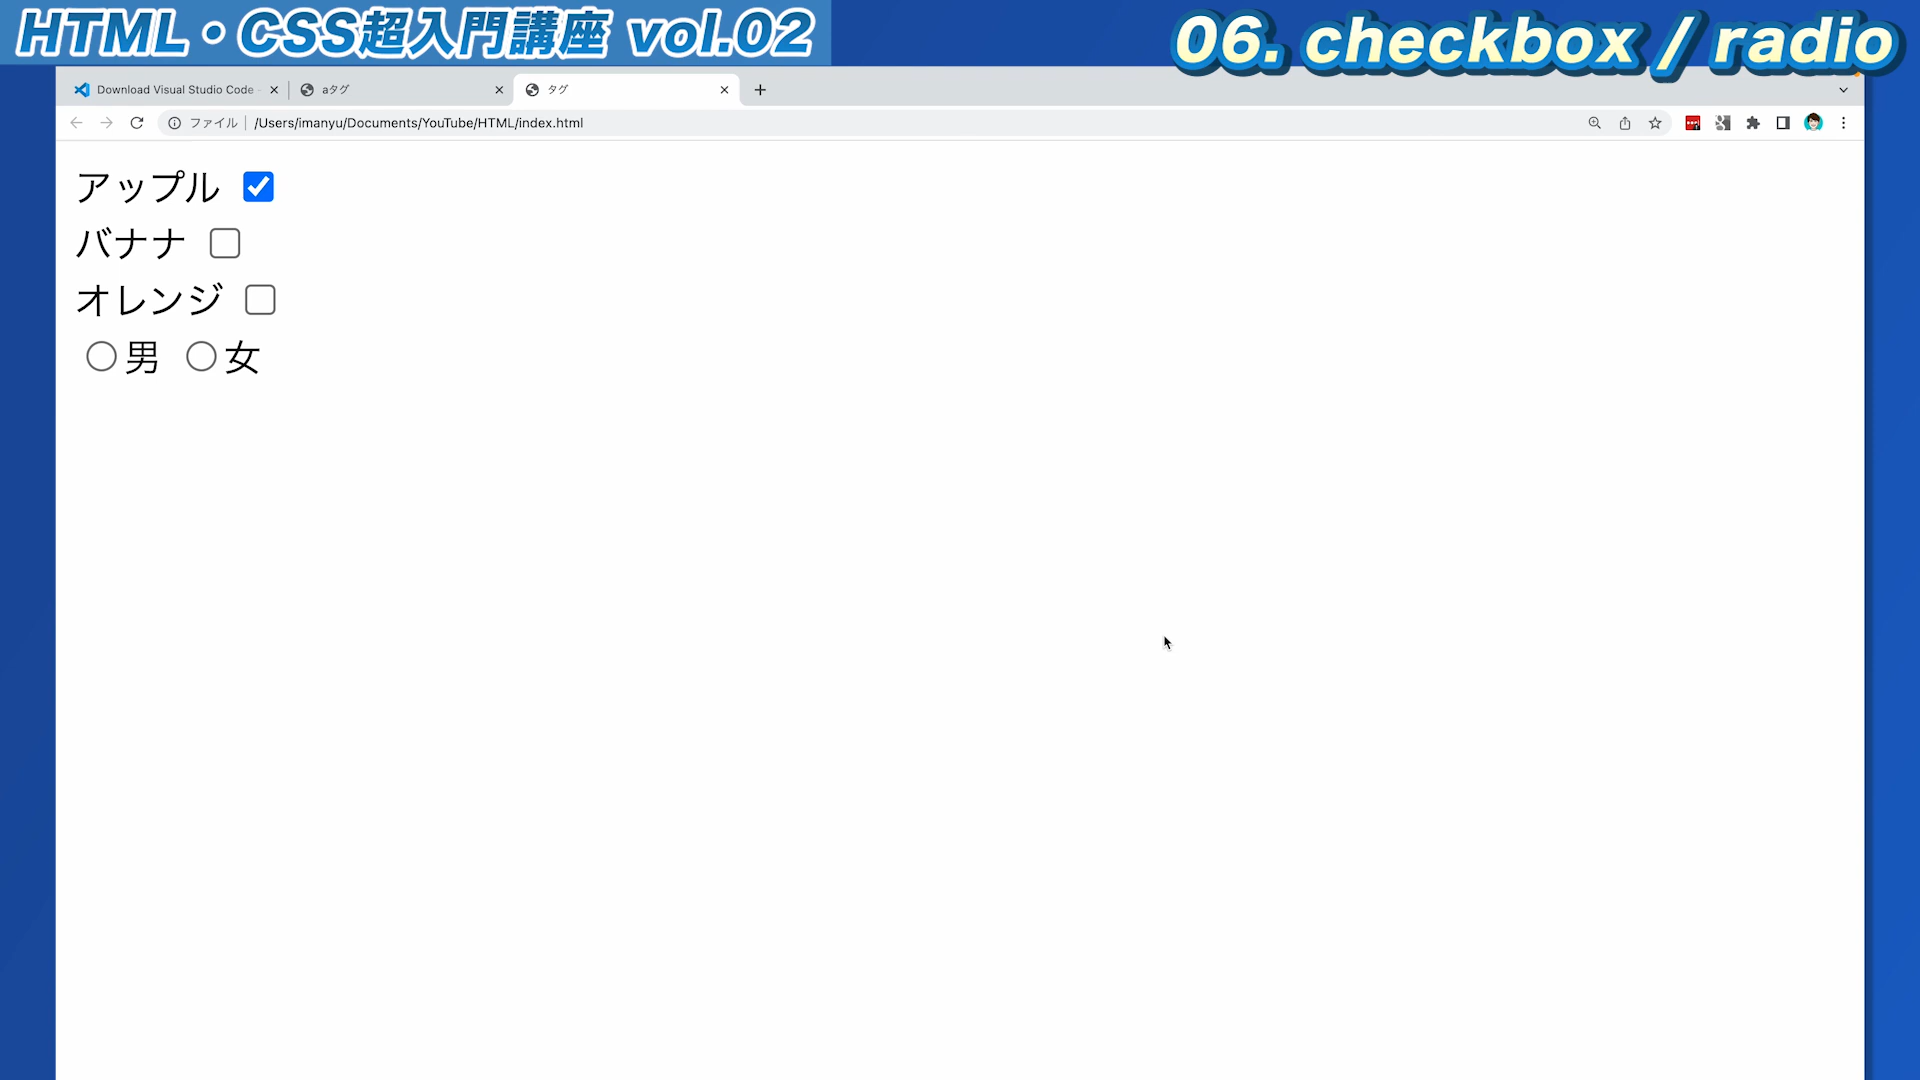 HTML・CSS超入門講座 vol.02
06. checkbox / radio
Download Visual Studio Code -
aタグ
タグ
ファイル
/Users/imanyu/Documents/YouTube/HTML/index.html
アップル
バナナ
オレンジ
男 女